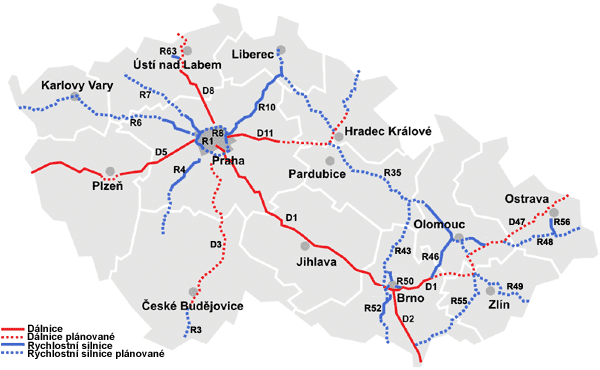 R63
Ústí nad Labem
Liberec
Karlovy Vary
R7
D8
R10
R6
R8
D11
Hradec Králové
R1
D5
Praha
R4
Plzeň
Pardubice
R35
Ostrava
D47
R56
D1
Olomouc
R48
D3
R43
R46
Jihlava
R50
D1
R49
České Budějovice
Brno
R55
Zlín
R52
D2
R3
Dálnice
Dálnice plánované
Rychlostní silnice
Rychlostní silnice plánované